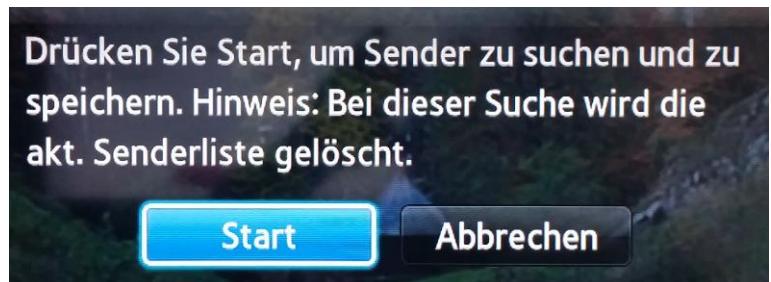 Drücken Sie Start, um Sender zu suchen und zu
speichern. Hinweis: Bei dieser Suche wird die
akt. Senderliste gelöscht.
Start Abbrechen